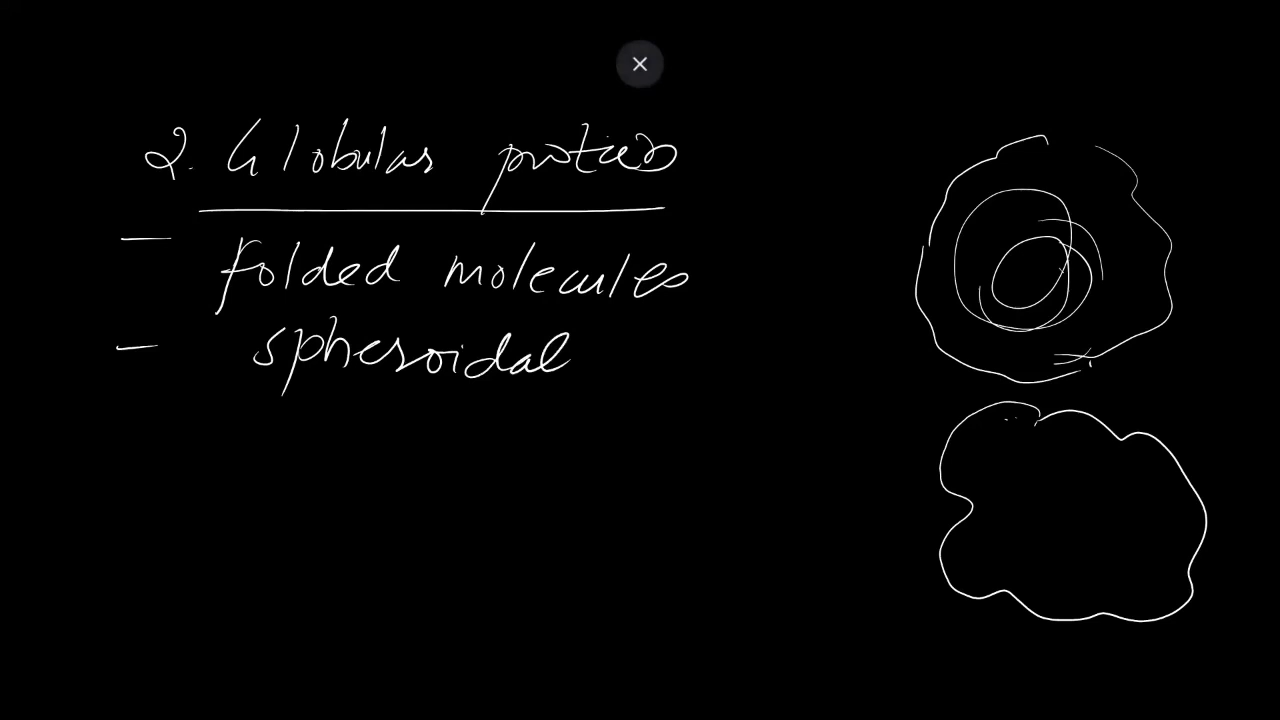 2. Globular proteins
- folded molecules
- spheroidal